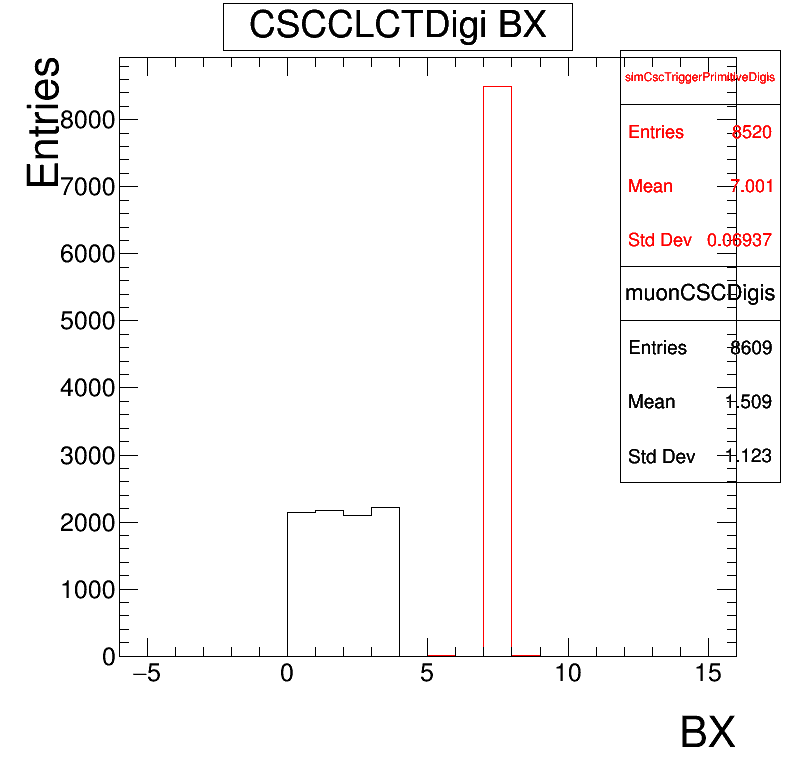 CSCCLCTDigi BX
Entries
simCscTriggerPrimitiveDigis
Entries 8520
Mean 7.001
Std Dev 0.06937
muonCSCDigis
Entries 8609
Mean 1.509
Std Dev 1.123
8000
7000
6000
5000
4000
3000
2000
1000
0
−5 0 5 10 15
BX